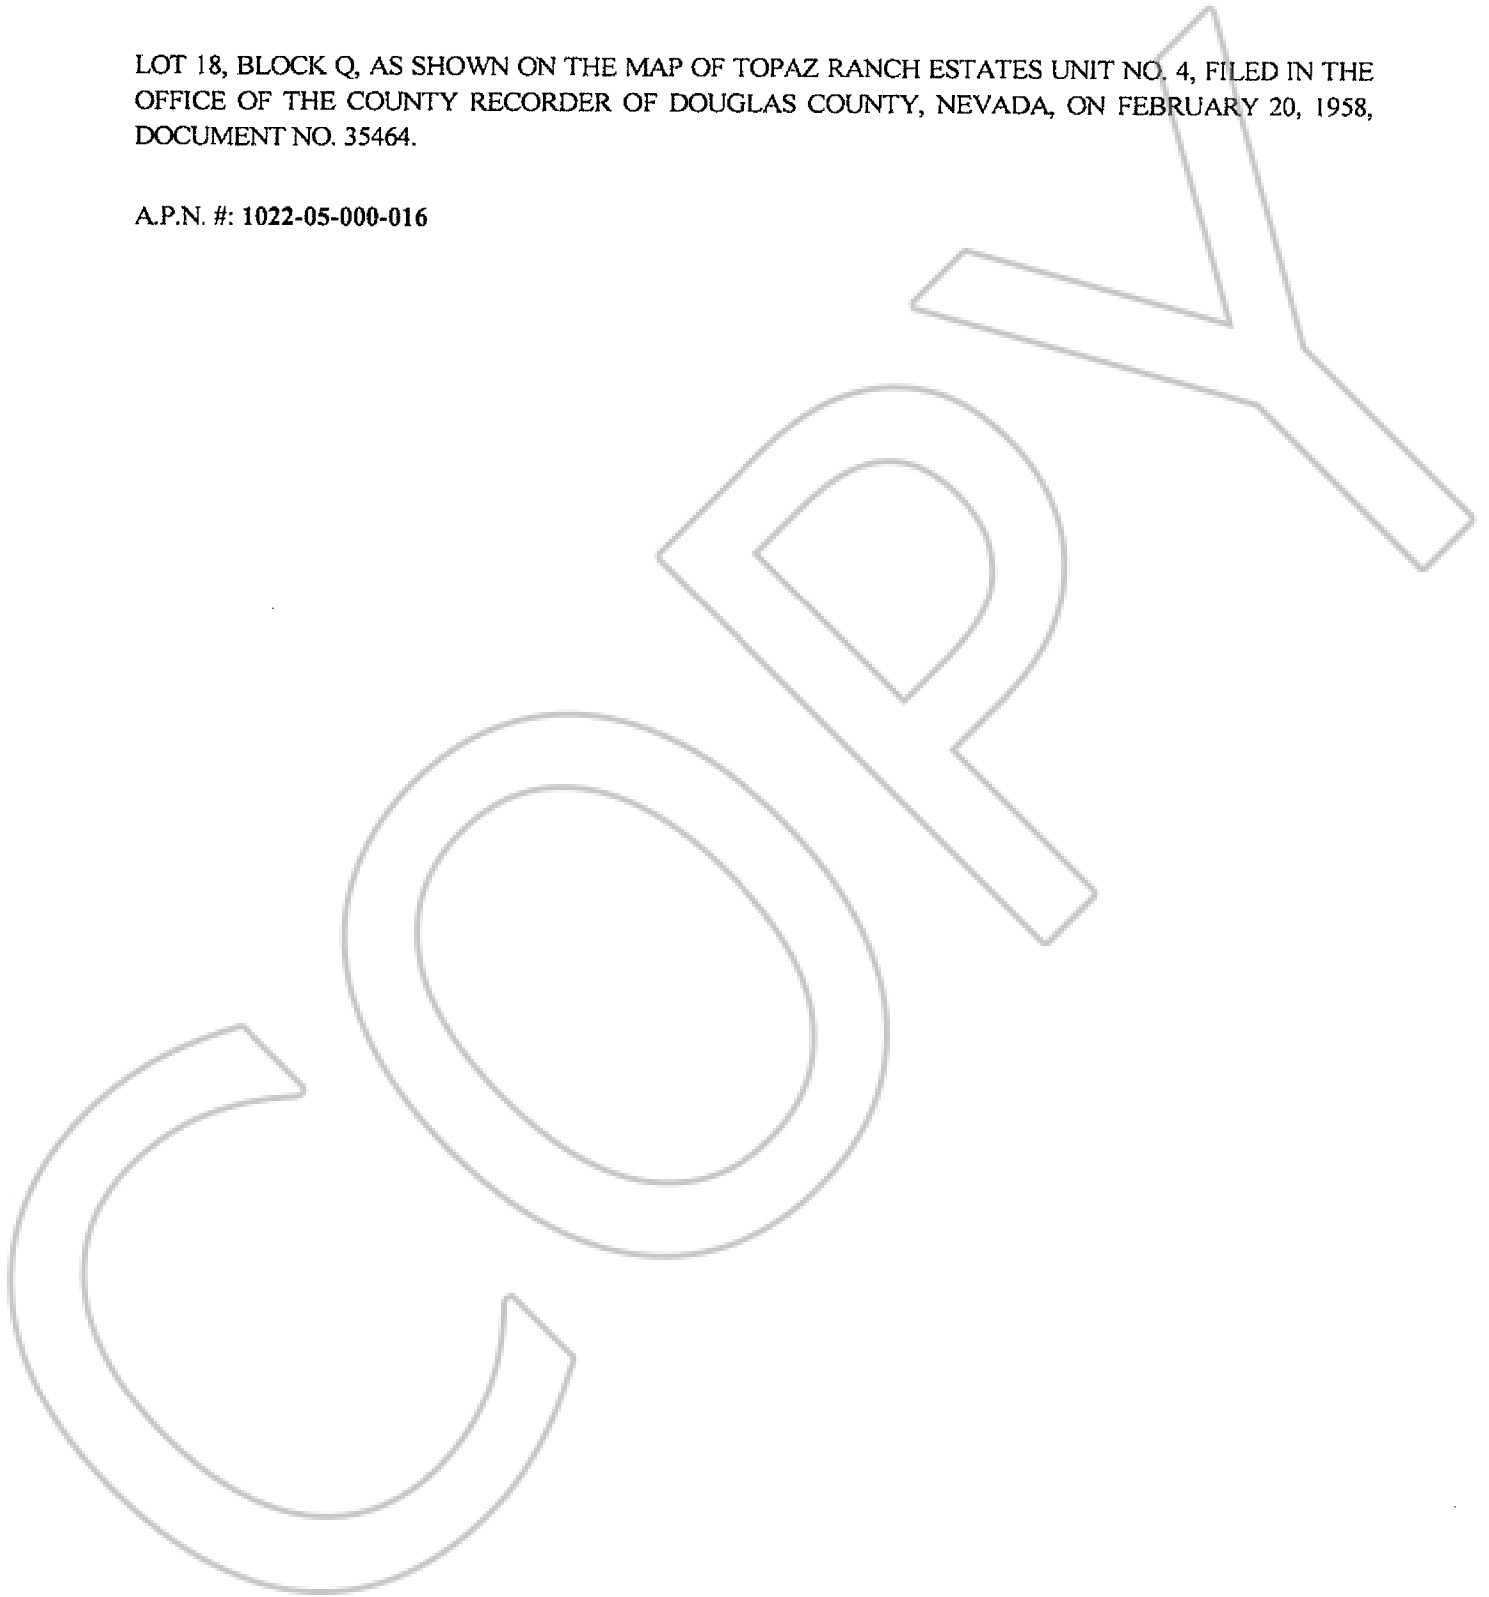 LOT 18, BLOCK Q, AS SHOWN ON THE MAP OF TOPAZ RANCH ESTATES UNIT NO. 4, FILED IN THE
OFFICE OF THE COUNTY RECORDER OF DOUGLAS COUNTY, NEVADA, ON FEBRUARY 20, 1958,
DOCUMENT NO. 35464.
A.P.N. #: 1022-05-000-016
COPY